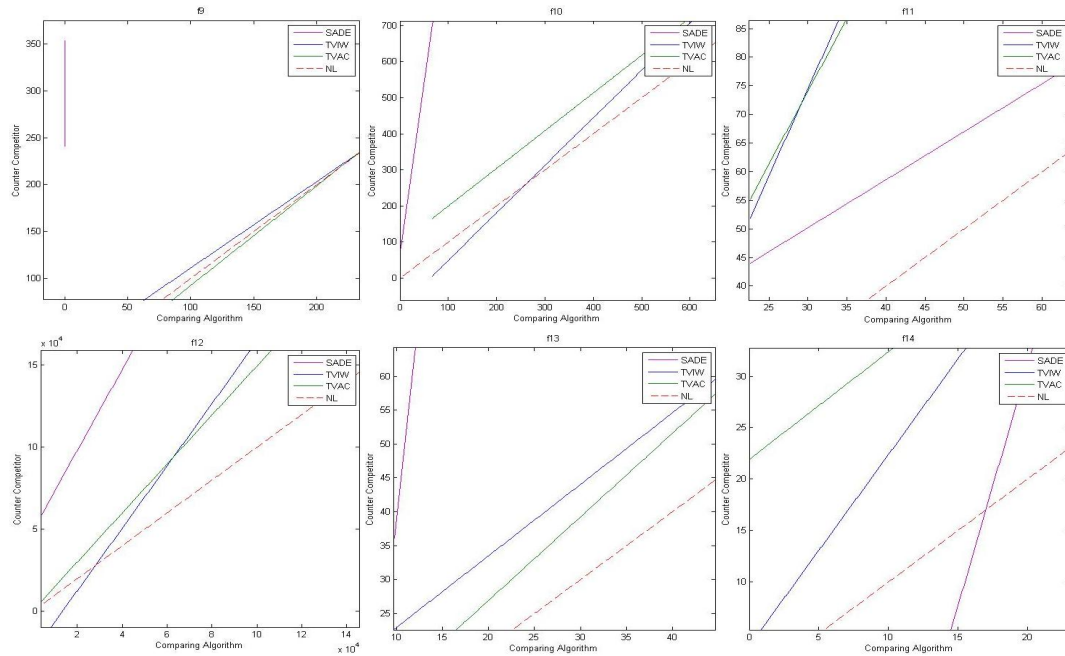 f9
350
300
250
200
150
100
0
50
100
150
200
Counter Competitor
Comparing Algorithm
SADE
TVIW
TVAC
NL
f10
700
600
500
400
300
200
100
0
100
200
300
400
500
600
Counter Competitor
Comparing Algorithm
SADE
TVIW
TVAC
NL
f11
85
80
75
70
65
60
55
50
45
40
25
30
35
40
45
50
55
60
Counter Competitor
Comparing Algorithm
SADE
TVIW
TVAC
NL
f12
x 10⁴
15
10
5
0
2
4
6
8
10
12
14
x 10⁴
Counter Competitor
Comparing Algorithm
SADE
TVIW
TVAC
NL
f13
60
55
50
45
40
35
30
25
10
15
20
25
30
35
40
Counter Competitor
Comparing Algorithm
SADE
TVIW
TVAC
NL
f14
30
25
20
15
10
0
5
10
15
20
Counter Competitor
Comparing Algorithm
SADE
TVIW
TVAC
NL